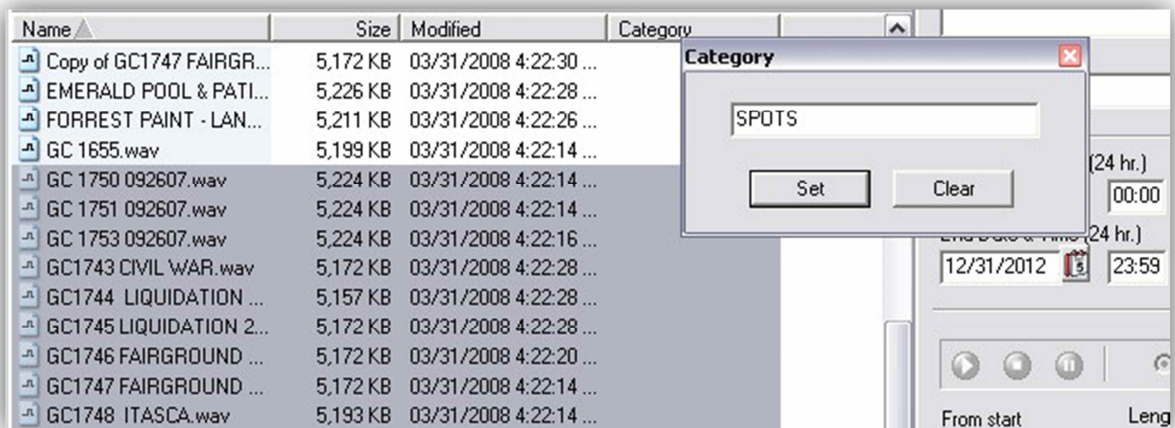 Name Size Modified Category
Copy of GC1747 FAIRGR... 5,172 KB 03/31/2008 4:22:30 ...
EMERALD POOL & PATI... 5,226 KB 03/31/2008 4:22:28 ...
FORREST PAINT - LAN... 5,211 KB 03/31/2008 4:22:26 ...
GC 1655.wav 5,199 KB 03/31/2008 4:22:14 ...
GC 1750 092607.wav 5,224 KB 03/31/2008 4:22:14 ...
GC 1751 092607.wav 5,224 KB 03/31/2008 4:22:14 ...
GC 1753 092607.wav 5,224 KB 03/31/2008 4:22:16 ...
GC1743 CIVIL WAR.wav 5,172 KB 03/31/2008 4:22:28 ...
GC1744 LIQUIDATION ... 5,157 KB 03/31/2008 4:22:28 ...
GC1745 LIQUIDATION 2... 5,172 KB 03/31/2008 4:22:28 ...
GC1746 FAIRGROUND ... 5,172 KB 03/31/2008 4:22:20 ...
GC1747 FAIRGROUND ... 5,172 KB 03/31/2008 4:22:14 ...
GC1748 ITASCA.wav 5,193 KB 03/31/2008 4:22:14 ...
Category
SPOTS
Set Clear
(24 hr.)
00:00
End Date & Time (24 hr.)
12/31/2012 5 23:59
From start Leng